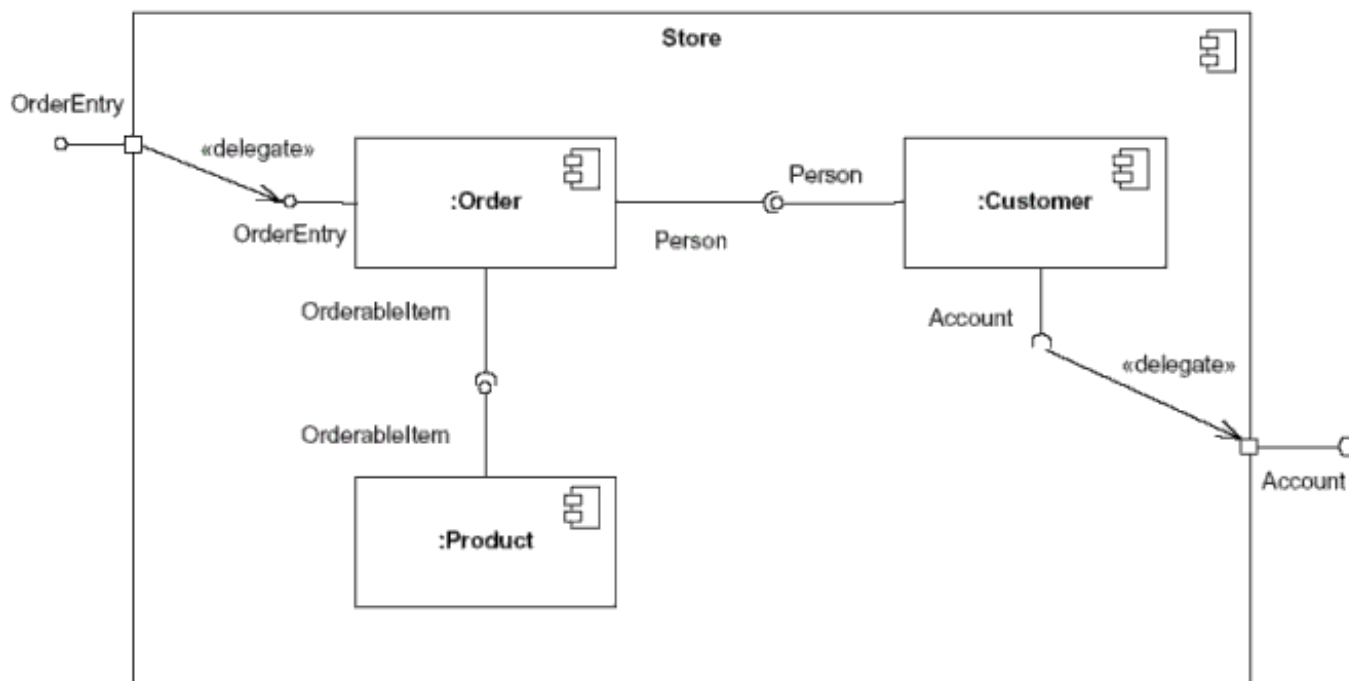 Store
OrderEntry
«delegate»
:Order
OrderEntry
Person
Person
:Customer
OrderableItem
Account
«delegate»
OrderableItem
Account
:Product